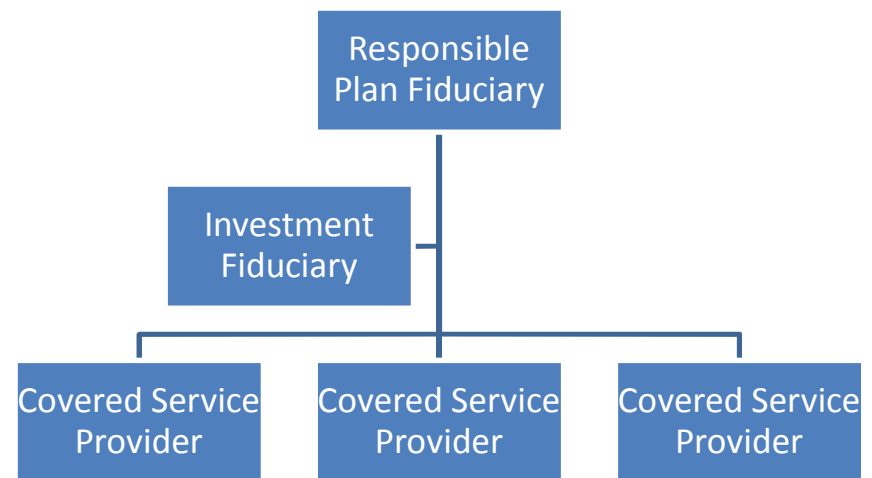 Responsible
Plan Fiduciary
Investment
Fiduciary
Covered Service
Provider
Covered Service
Provider
Covered Service
Provider